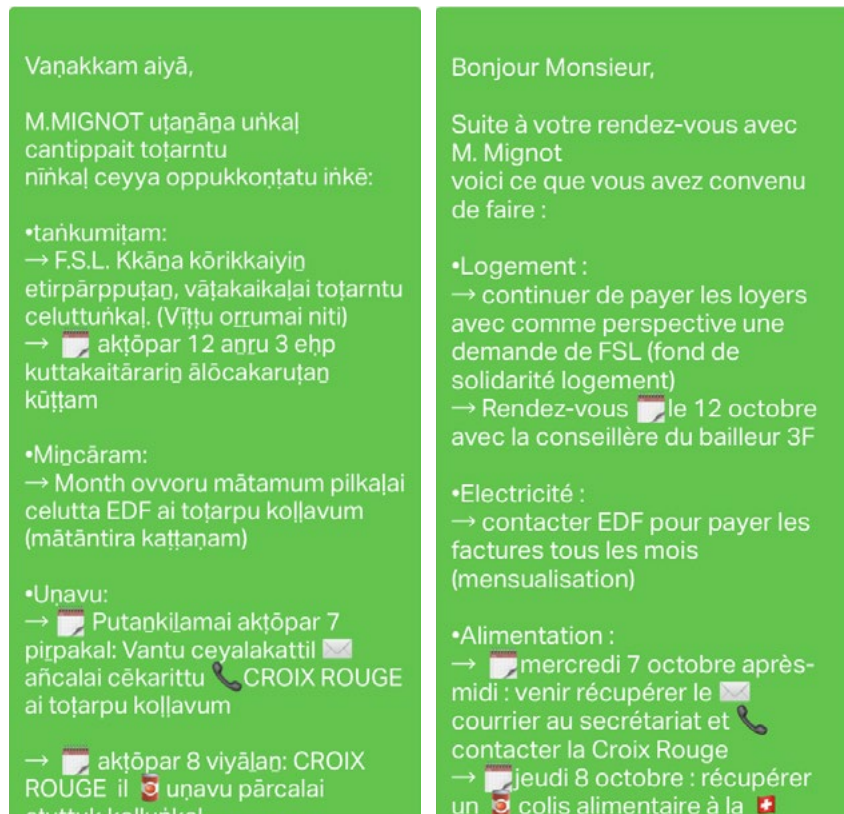 Vaṇakkam aiyā,
M.MIGNOT uṭaṉāṉa uṅkaḷ
cantippait toṭarntu
nīṅkaḷ ceyya oppukkoṇṭatu iṅkē:
•taṅkumiṭam:
→ F.S.L. Kkāṉa kōrikkaiyiṉ
etirpārppuṭaṉ, vāṭakaikaḷai toṭarntu
celuttuṅkaḷ. (Vīṭṭu oṟṟumai niti)
→ 🗓 akṭōpar 12 aṉṟu 3 eḥp
kuttakaitārariṉ ālōcakaruṭaṉ
kūṭṭam
•Miṉcāram:
→ Month ovvoru mātamum pilkaḷai
celutta EDF ai toṭarpu koḷḷavum
(mātāntira kaṭṭaṇam)
•Uṇavu:
→ 🗓 Putaṉkiḻamai akṭōpar 7
piṟpakal: Vantu ceyalakattil ✉
añcalai cēkarittu 📞CROIX ROUGE
ai toṭarpu koḷḷavum
→ 🗓 akṭōpar 8 viyāḻaṉ: CROIX
ROUGE il 🥫 uṇavu pārcalai
Bonjour Monsieur,
Suite à votre rendez-vous avec
M. Mignot
voici ce que vous avez convenu
de faire :
•Logement :
→ continuer de payer les loyers
avec comme perspective une
demande de FSL (fond de
solidarité logement)
→ Rendez-vous 🗓le 12 octobre
avec la conseillère du bailleur 3F
•Electricité :
→ contacter EDF pour payer les
factures tous les mois
(mensualisation)
•Alimentation :
→ 🗓mercredi 7 octobre après-
midi : venir récupérer le ✉
courrier au secrétariat et 📞
contacter la Croix Rouge
→ 🗓jeudi 8 octobre : récupérer
un 🥫 colis alimentaire à la 🇨🇭